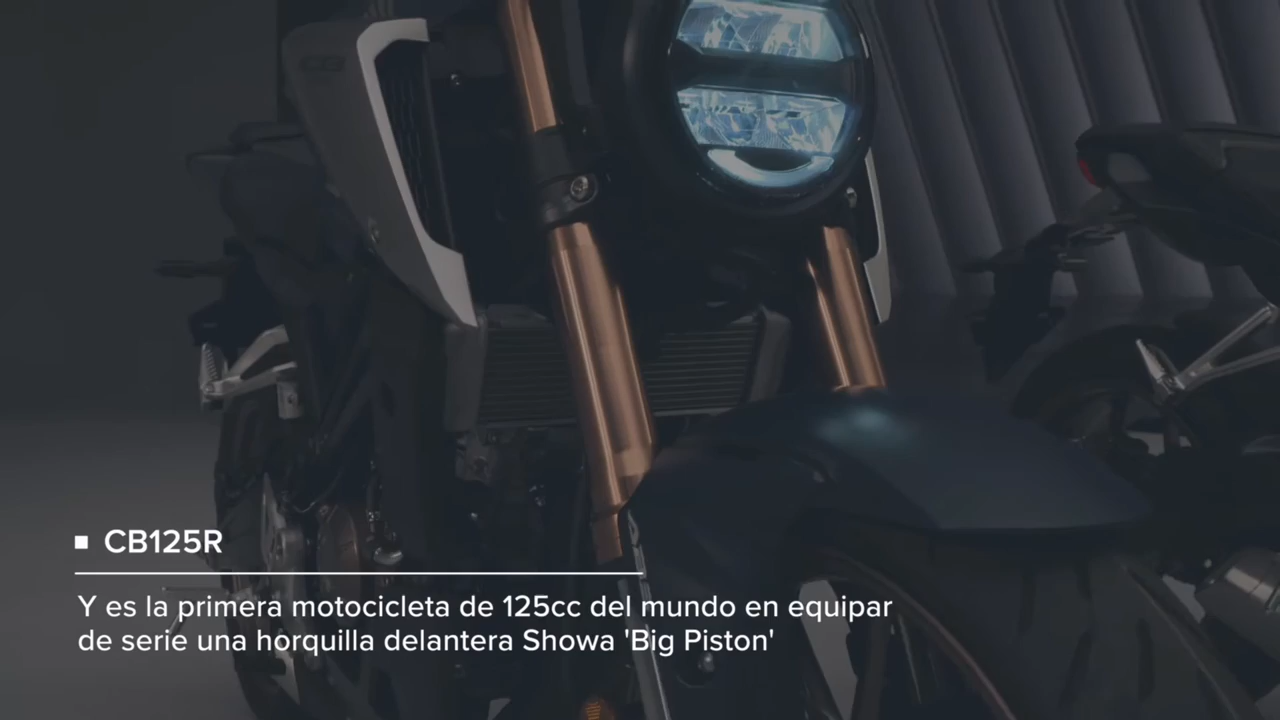 CB125R
Y es la primera motocicleta de 125cc del mundo en equipar
de serie una horquilla delantera Showa 'Big Piston'